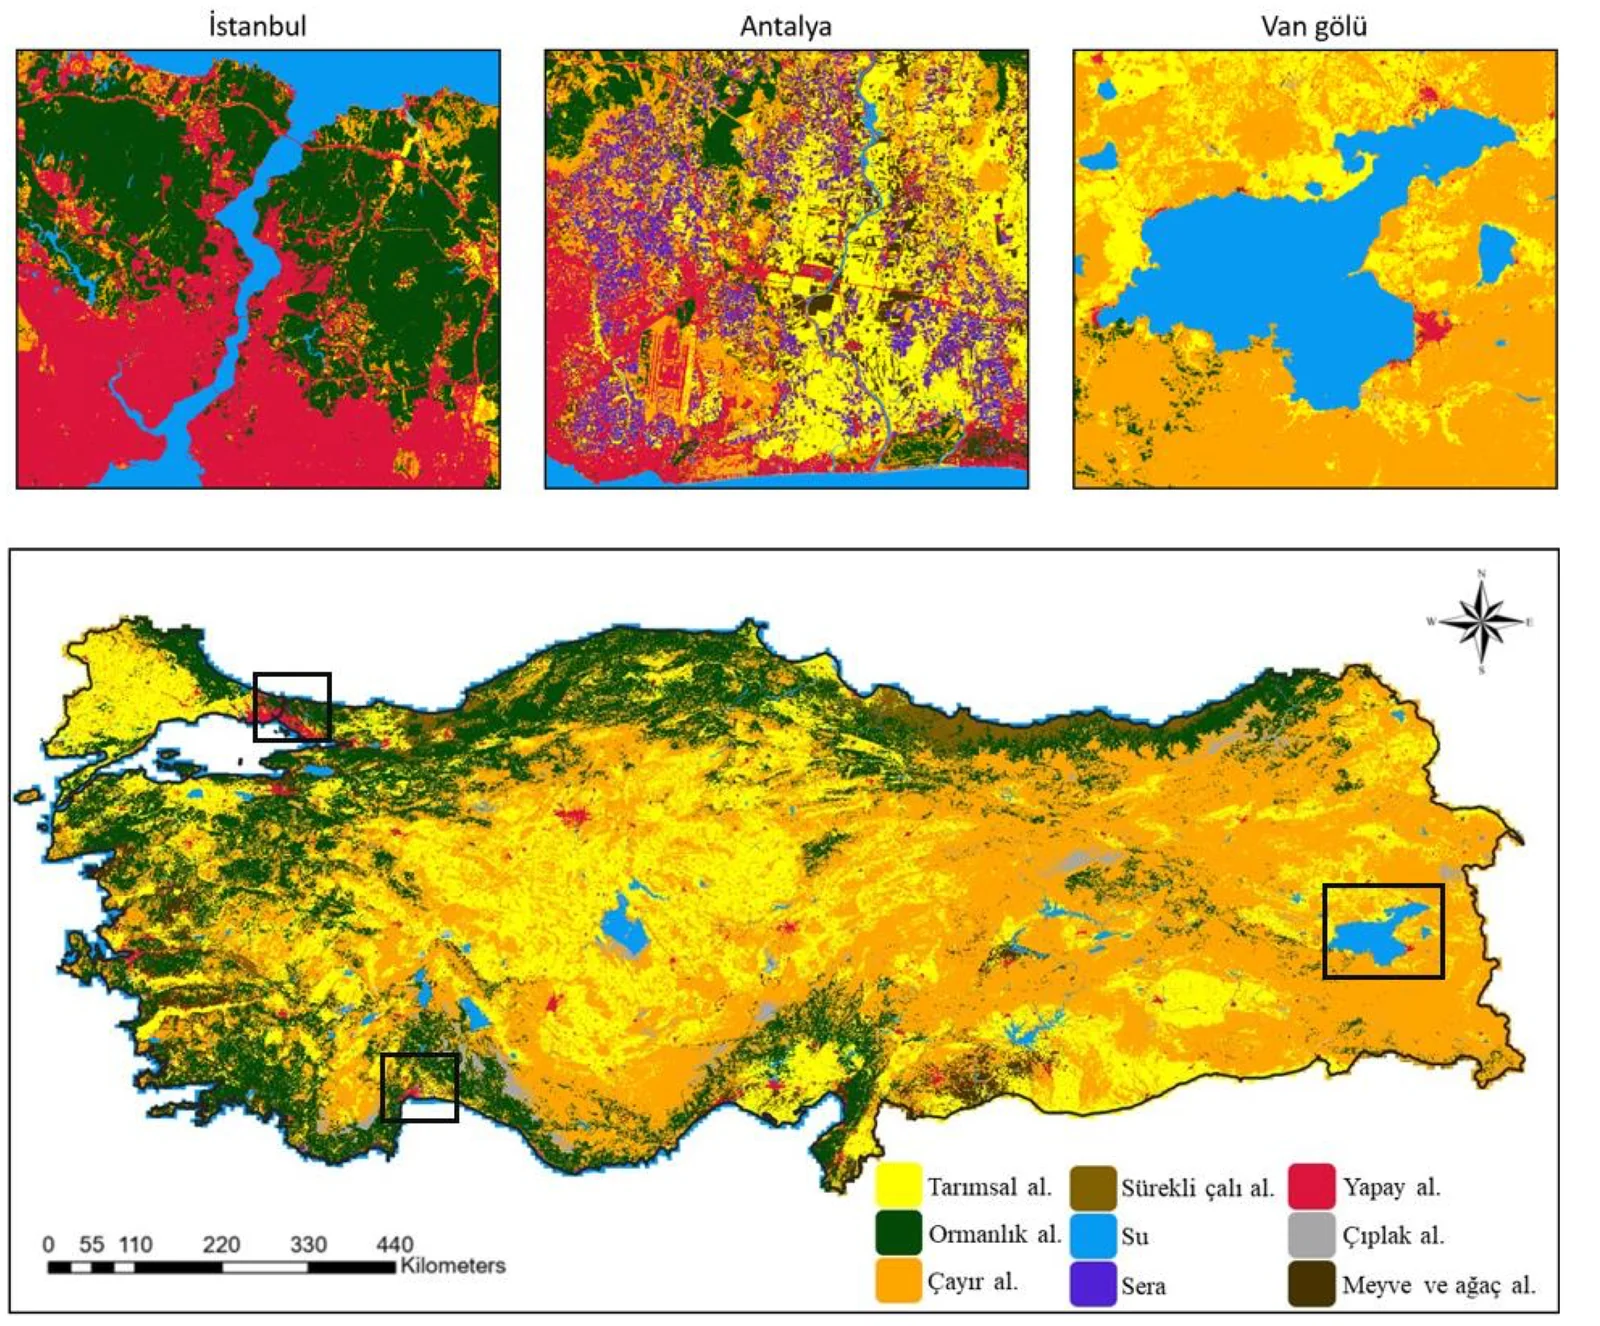 İstanbul
Antalya
Van gölü
N
W
E
S
Tarımsal al.
Sürekli çalı al.
Yapay al.
Ormanlık al.
Su
Çıplak al.
Çayır al.
Sera
Meyve ve ağaç al.
0 55 110 220 330 440
Kilometers